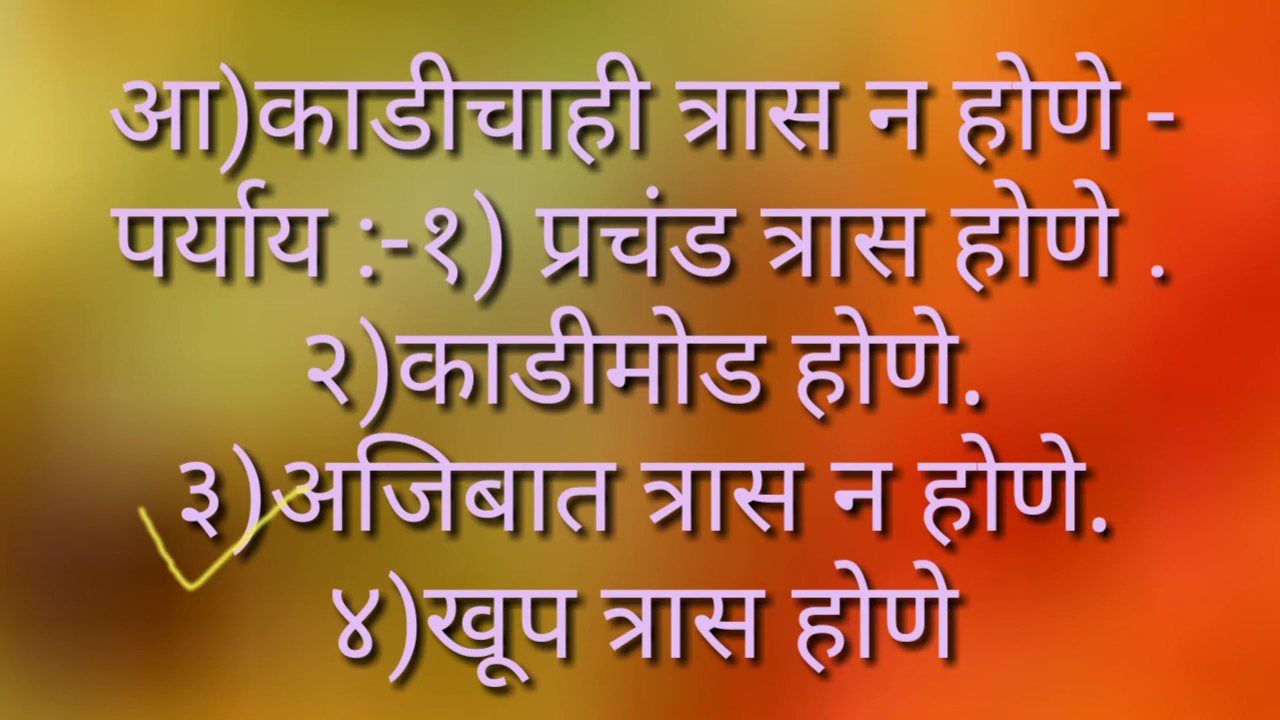 आ)काडीचाही त्रास न होणे -
पर्याय :-१) प्रचंड त्रास होणे .
२)काडीमोड होणे.
३)अजिबात त्रास न होणे.
४)खूप त्रास होणे